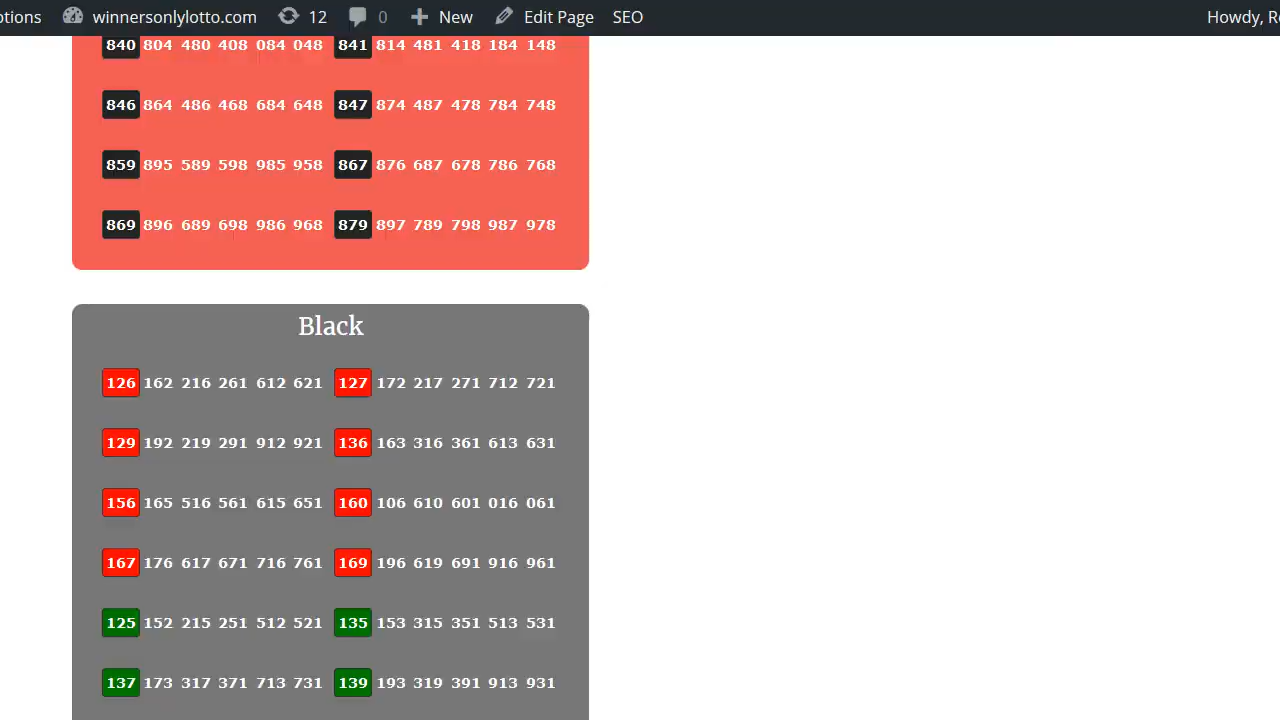 otions winnersonlylotto.com 12 0 New Edit Page SEO Howdy, R
840 804 480 408 084 048 841 814 481 418 184 148
846 864 486 468 684 648 847 874 487 478 784 748
859 895 589 598 985 958 867 876 687 678 786 768
869 896 689 698 986 968 879 897 789 798 987 978
Black
126 162 216 261 612 621 127 172 217 271 712 721
129 192 219 291 912 921 136 163 316 361 613 631
156 165 516 561 615 651 160 106 610 601 016 061
167 176 617 671 716 761 169 196 619 691 916 961
125 152 215 251 512 521 135 153 315 351 513 531
137 173 317 371 713 731 139 193 319 391 913 931